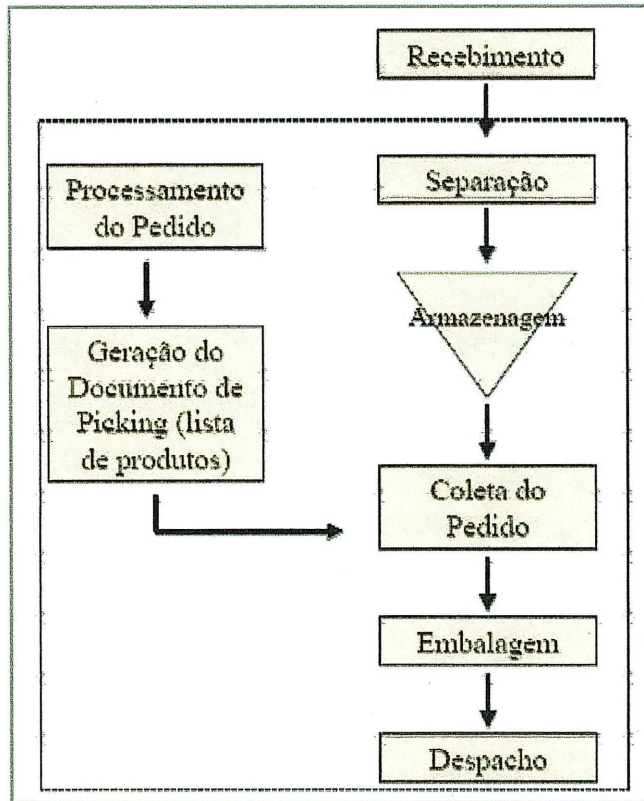 Recebimento
Processamento
do Pedido
Separação
Armazenagem
Geração do
Documento de
Picking (lista
de produtos)
Coleta do
Pedido
Embalagem
Despacho